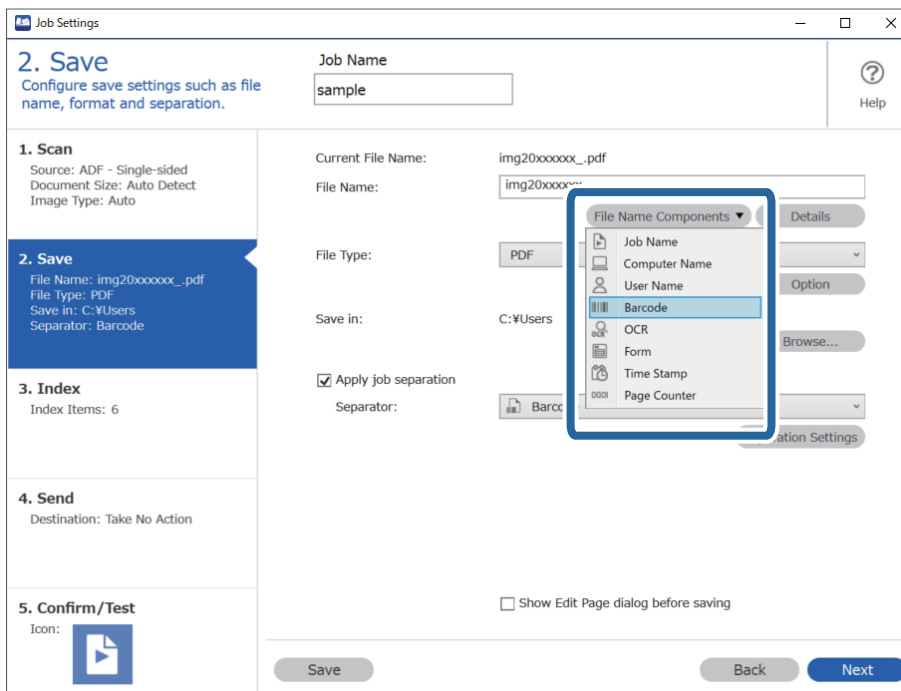 Job Settings
2. Save
Configure save settings such as file
name, format and separation.
Job Name
sample
Help
1. Scan
Source: ADF - Single-sided
Document Size: Auto Detect
Image Type: Auto
2. Save
File Name: img20xxxxxx_.pdf
File Type: PDF
Save in: C:¥Users
Separator: Barcode
3. Index
Index Items: 6
4. Send
Destination: Take No Action
5. Confirm/Test
Icon:
Current File Name: img20xxxxxx_.pdf
File Name: img20xxxxxx
File Name Components ▼ Details
File Type: PDF
Option
Save in: C:¥Users
Browse...
Job Name
Computer Name
User Name
Barcode
OCR
Form
Time Stamp
Page Counter
Apply job separation
Separator: Barco
ation Settings
Show Edit Page dialog before saving
Save Back Next